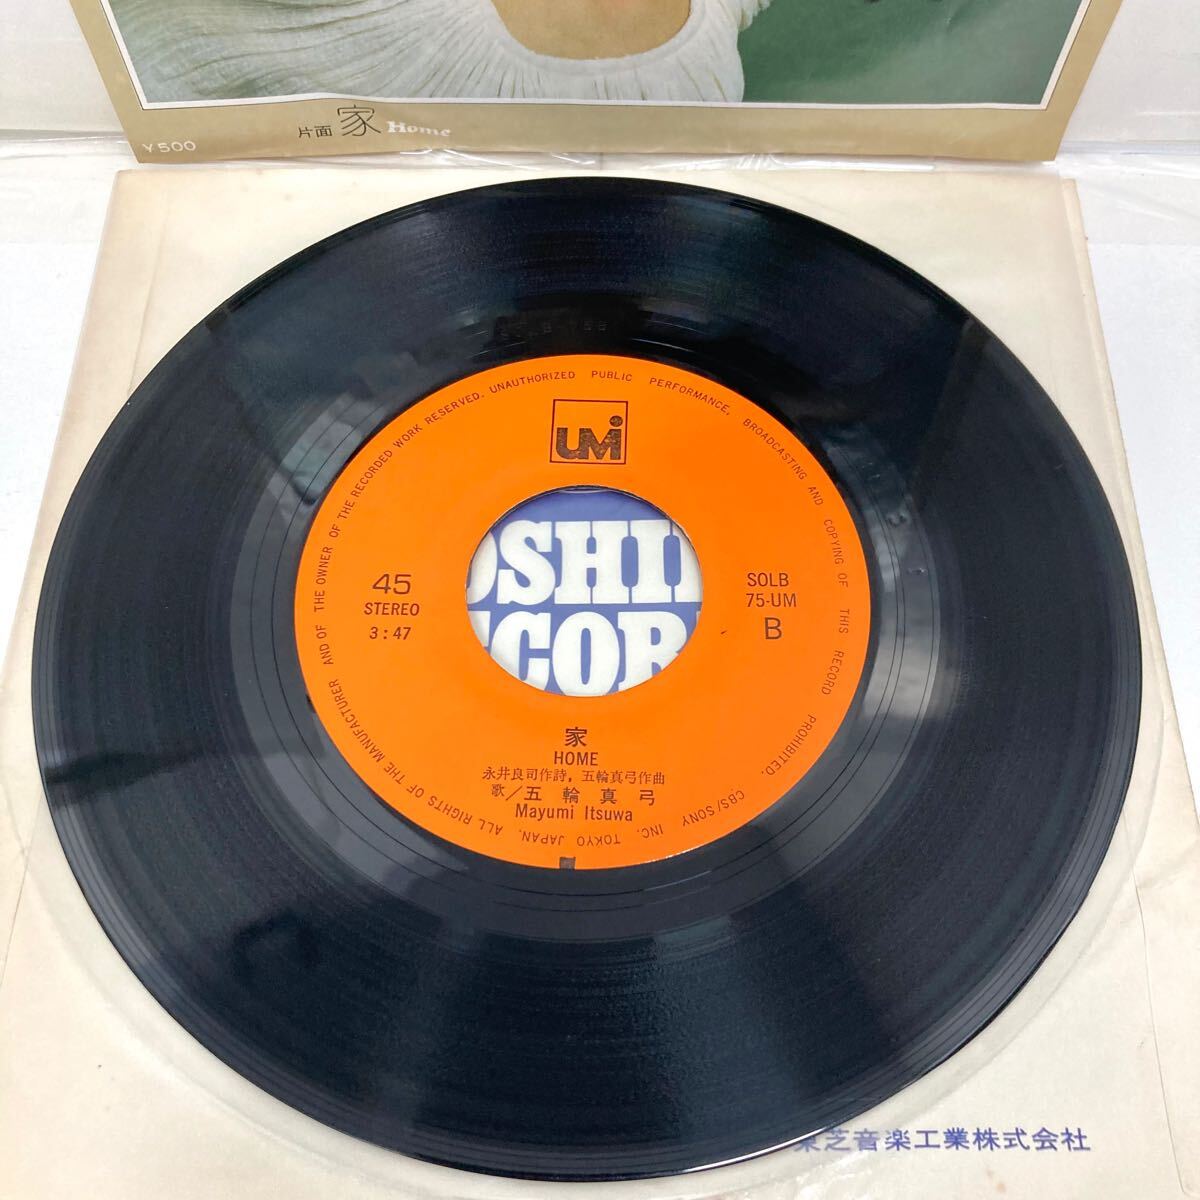 片面 家 Home
¥500
UMi
ALL RIGHTS OF THE MANUFACTURER AND OF THE OWNER OF THE RECORDED WORK RESERVED. UNAUTHORIZED PUBLIC PERFORMANCE, BROADCASTING AND COPYING OF THIS RECORD PROHIBITED.
CBS/SONY INC. TOKYO JAPAN.
45
STEREO
3:47
SOLB
75-UM
B
家
HOME
永井良司作詩，五輪真弓作曲
歌／五輪真弓
Mayumi Itsuwa
東芝音楽工業株式会社